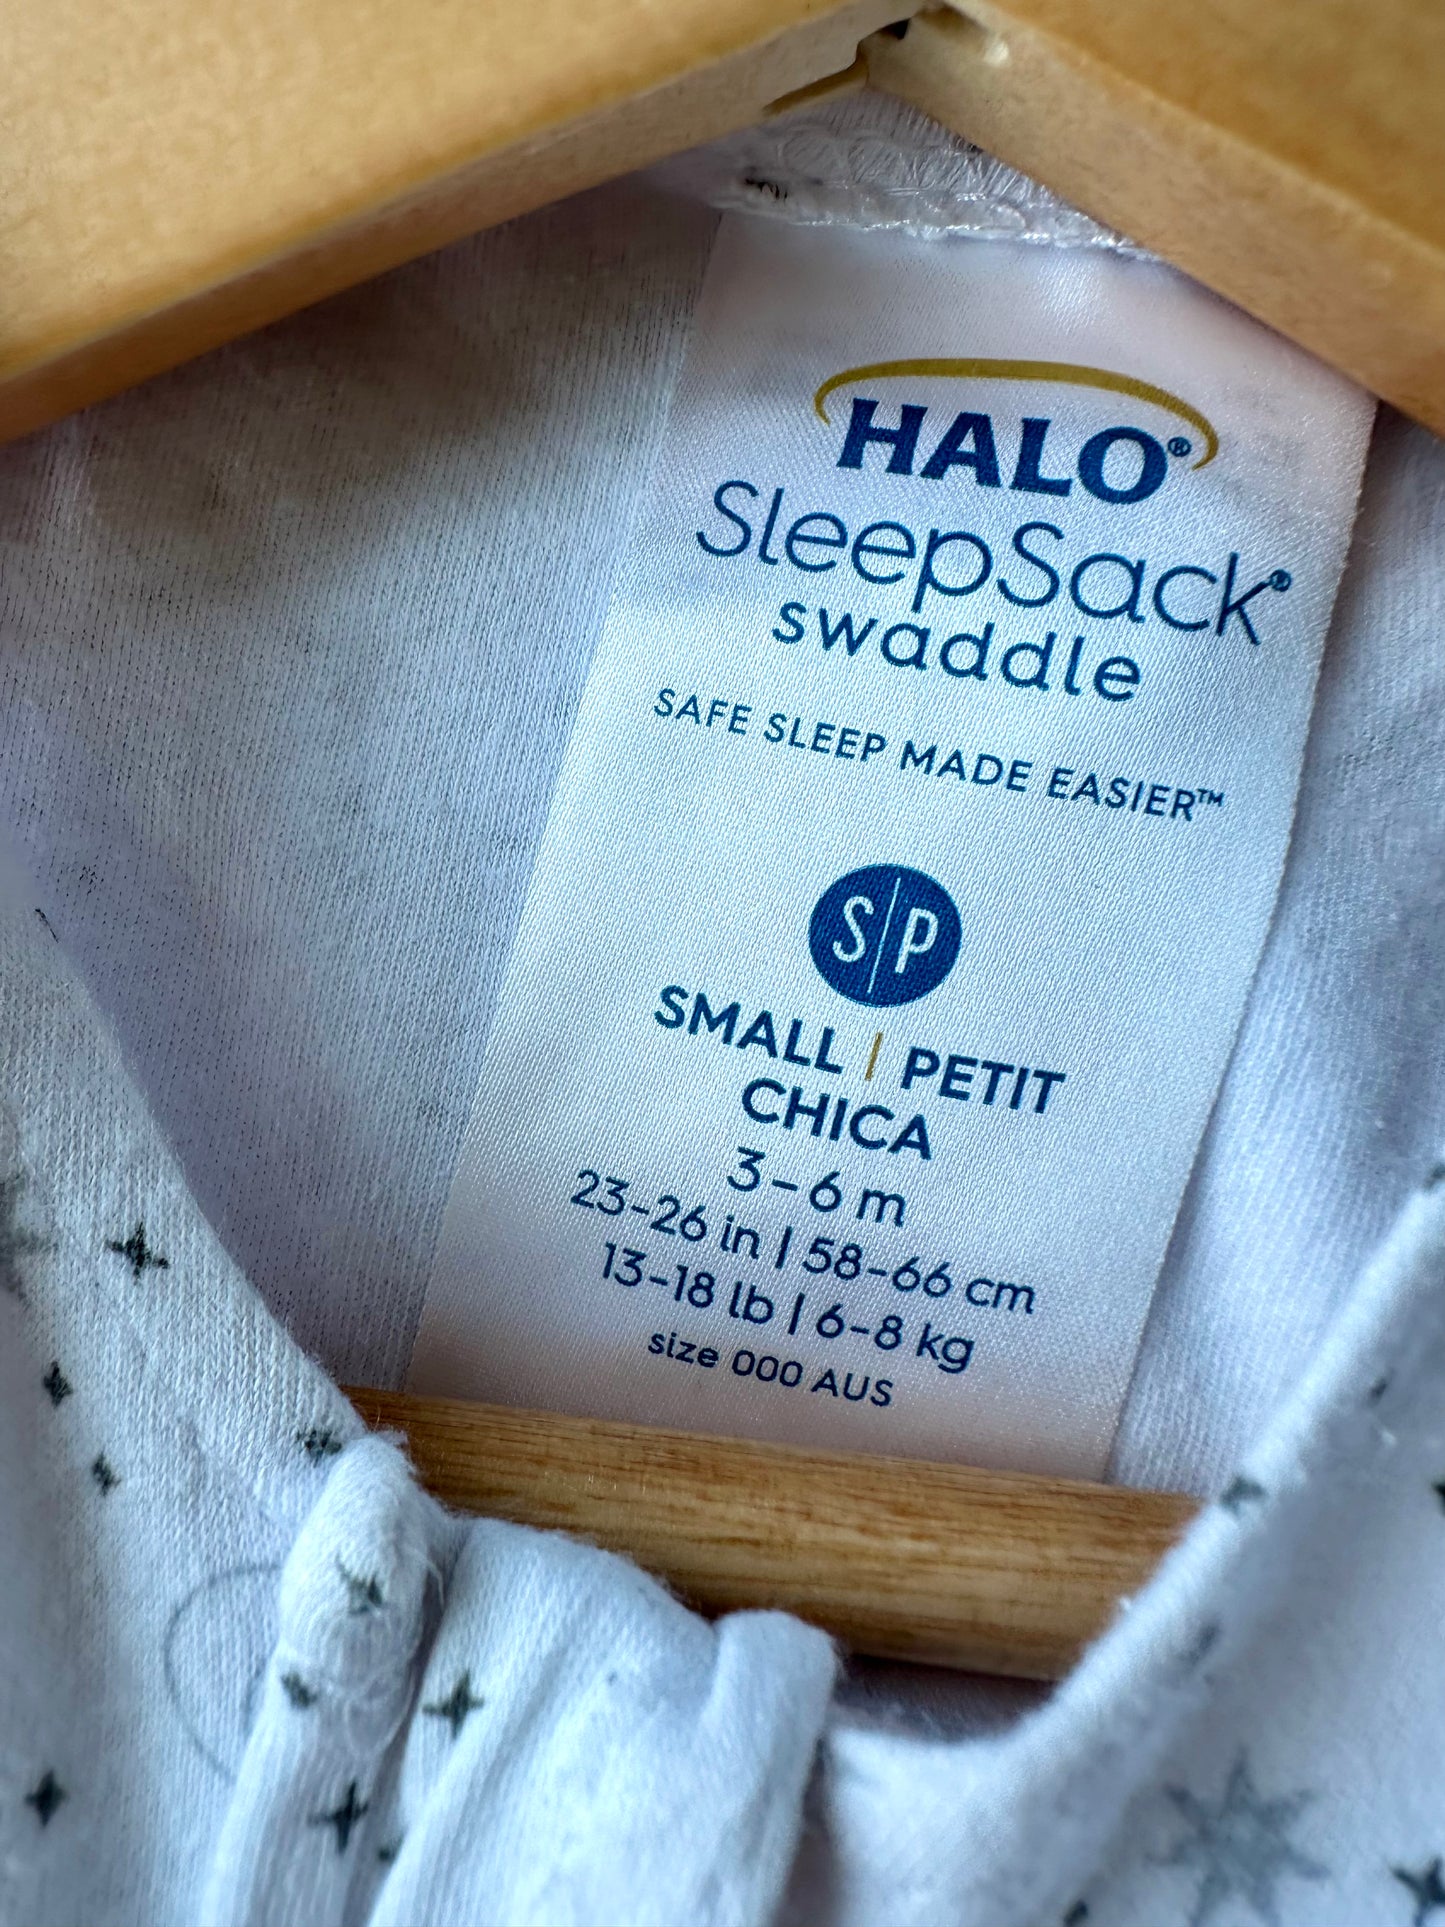 HALO®
SleepSack®
swaddle
SAFE SLEEP MADE EASIER™
S|P
SMALL | PETIT
CHICA
3-6 m
23-26 in | 58-66 cm
13-18 lb | 6-8 kg
size 000 AUS